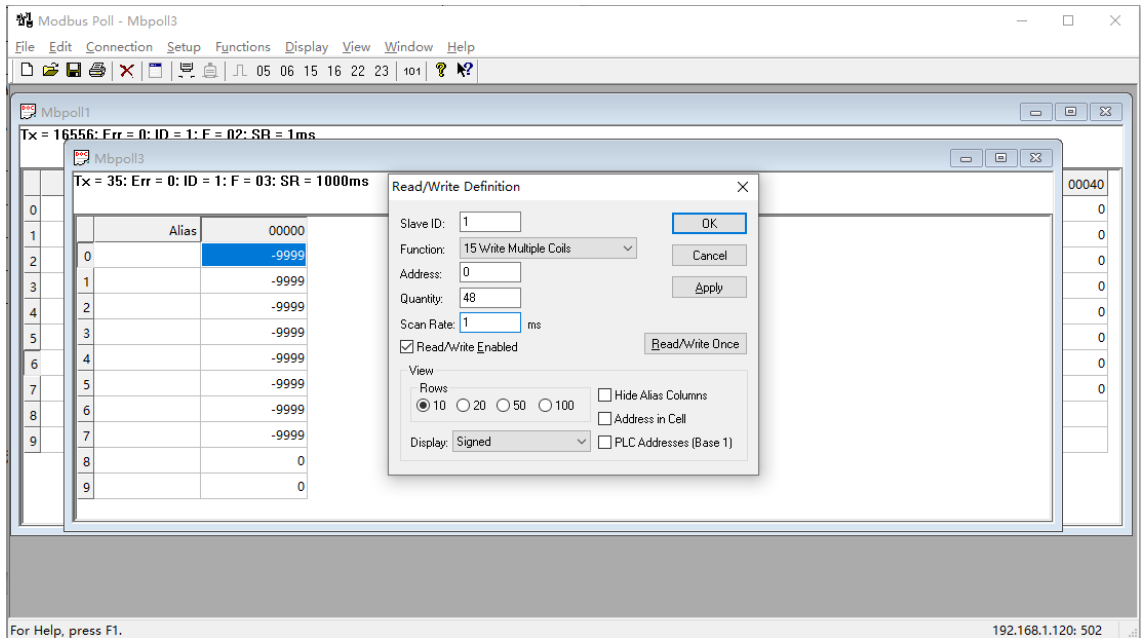 Modbus Poll - Mbpoll3
File Edit Connection Setup Functions Display View Window Help
05 06 15 16 22 23 101
Mbpoll1
Tx = 16556: Err = 0: ID = 1: F = 02: SR = 1ms
Mbpoll3
Tx = 35: Err = 0: ID = 1: F = 03: SR = 1000ms
Alias 00000
0 -9999
1 -9999
2 -9999
3 -9999
4 -9999
5 -9999
6 -9999
7 -9999
8 0
9 0
Read/Write Definition
Slave ID: 1
OK
Function: 15 Write Multiple Coils
Cancel
Address: 0
Apply
Quantity: 48
Scan Rate: 1 ms
Read/Write Enabled
Read/Write Once
View
Rows
10 20 50 100
Hide Alias Columns
Address in Cell
Display: Signed
PLC Addresses (Base 1)
00040
0 0
1 0
2 0
3 0
4 0
5 0
6 0
7 0
8
9
For Help, press F1.
192.168.1.120: 502